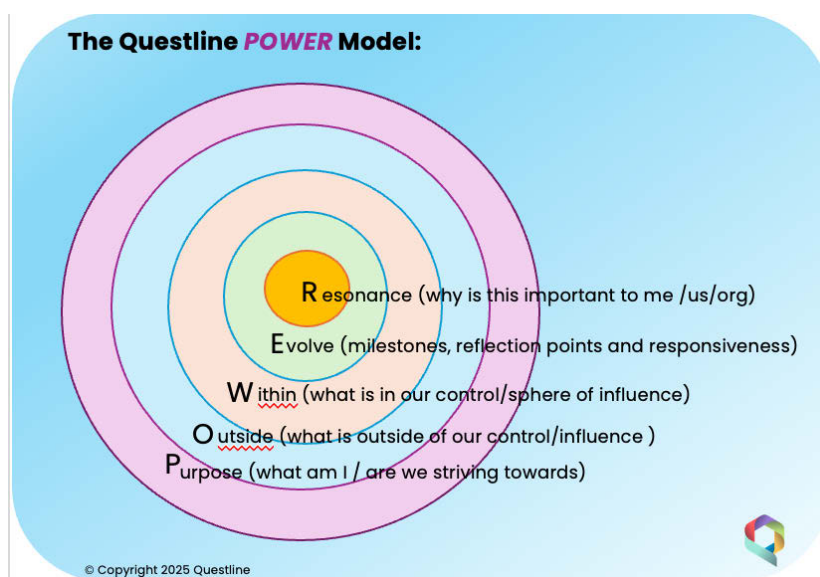 The Questline POWER Model:
Resonance (why is this important to me /us/org)
Evolve (milestones, reflection points and responsiveness)
Within (what is in our control/sphere of influence)
Outside (what is outside of our control/influence )
Purpose (what am I / are we striving towards)
© Copyright 2025 Questline